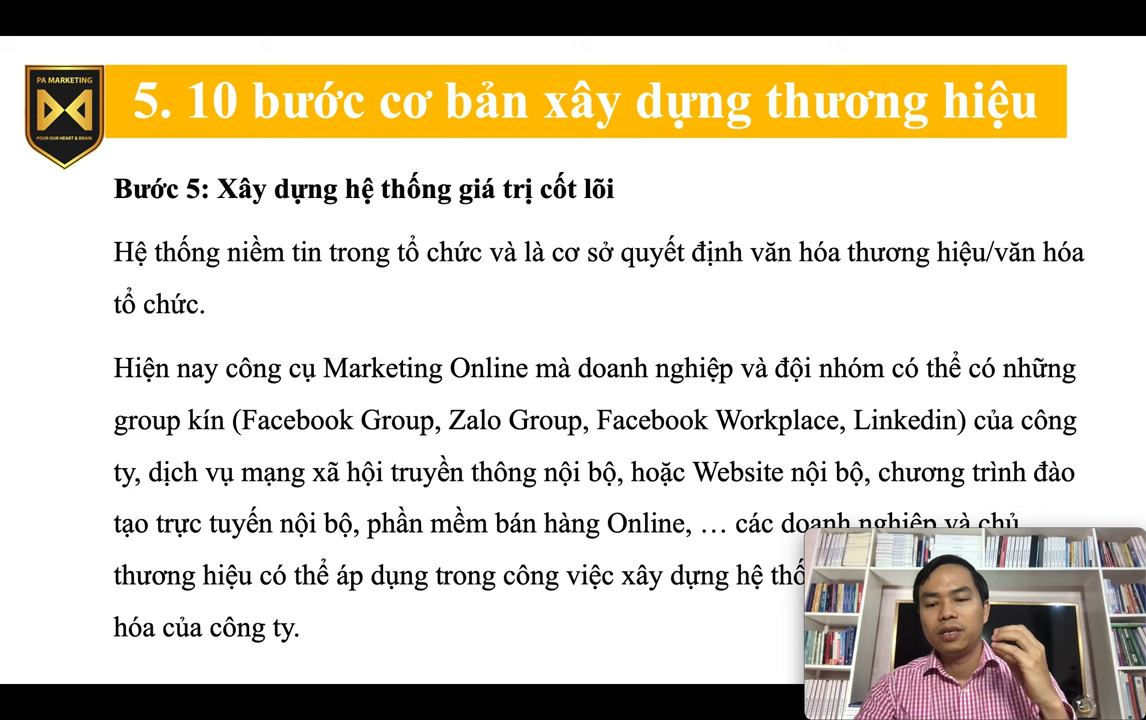 PA MARKETING
POUR OUR HEART & BRAIN
5. 10 bước cơ bản xây dựng thương hiệu
Bước 5: Xây dựng hệ thống giá trị cốt lõi
Hệ thống niềm tin trong tổ chức và là cơ sở quyết định văn hóa thương hiệu/văn hóa
tổ chức.
Hiện nay công cụ Marketing Online mà doanh nghiệp và đội nhóm có thể có những
group kín (Facebook Group, Zalo Group, Facebook Workplace, Linkedin) của công
ty, dịch vụ mạng xã hội truyền thông nội bộ, hoặc Website nội bộ, chương trình đào
tạo trực tuyến nội bộ, phần mềm bán hàng Online, … các doanh nghiệp và chủ
thương hiệu có thể áp dụng trong công việc xây dựng hệ thố
hóa của công ty.